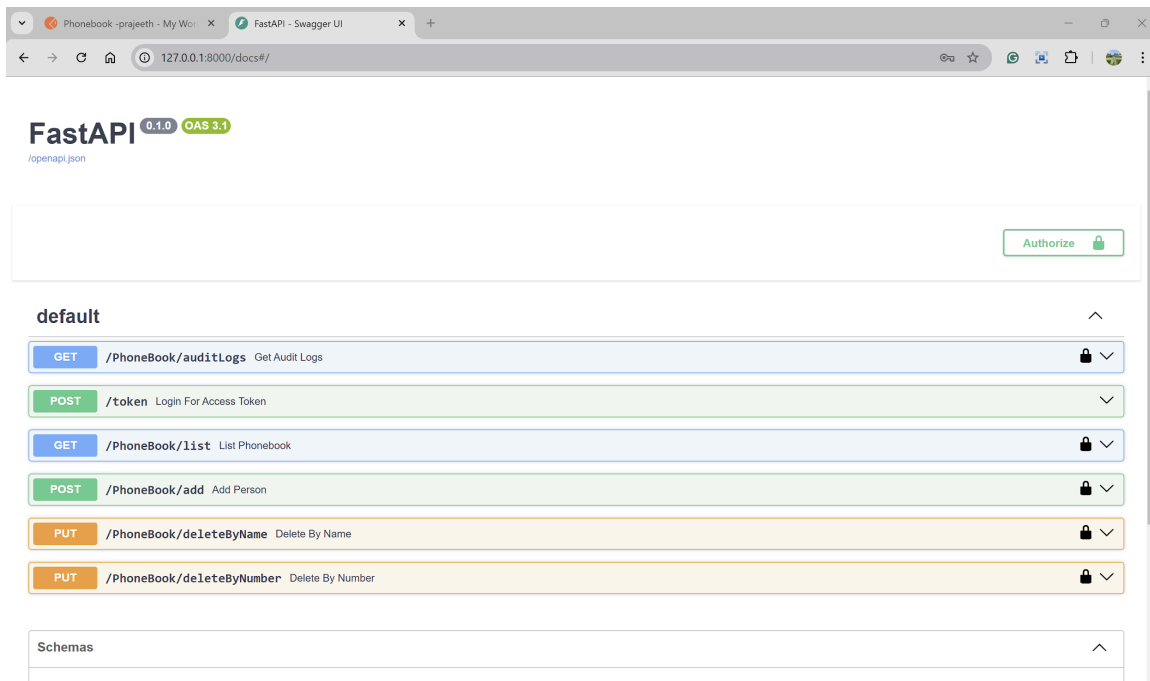 Phonebook -prajeeth - My Wor
FastAPI - Swagger UI
127.0.0.1:8000/docs#/
FastAPI 0.1.0 OAS 3.1
/openapi.json
Authorize
default
GET /PhoneBook/auditLogs Get Audit Logs
POST /token Login For Access Token
GET /PhoneBook/list List Phonebook
POST /PhoneBook/add Add Person
PUT /PhoneBook/deleteByName Delete By Name
PUT /PhoneBook/deleteByNumber Delete By Number
Schemas